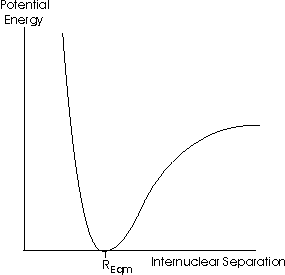 Potential
Energy
REqm
Internuclear Separation